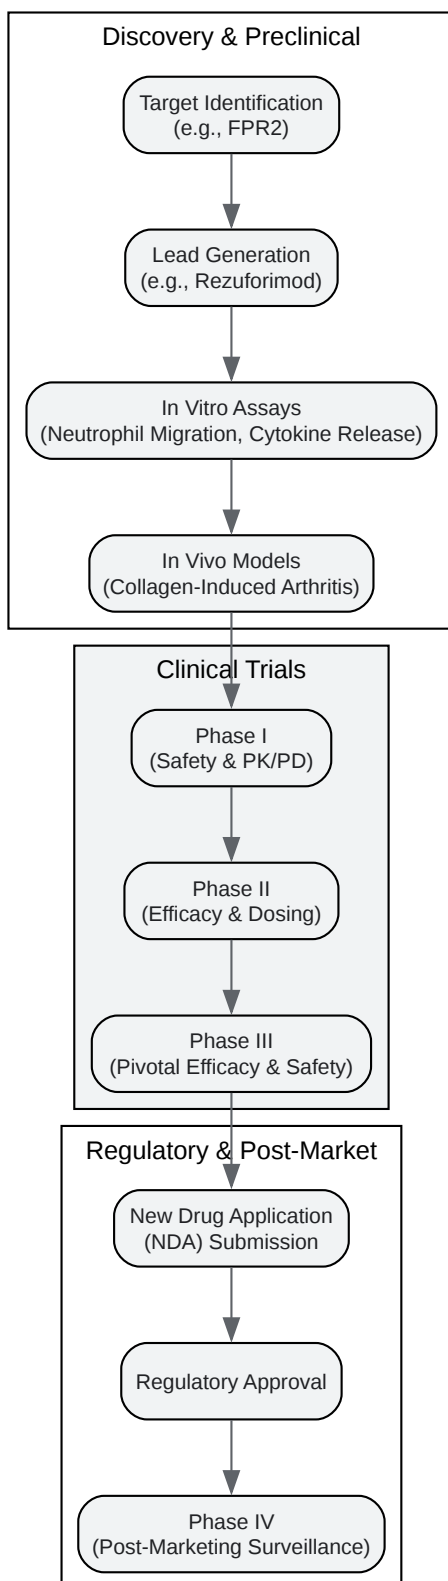 Discovery & Preclinical
Target Identification
(e.g., FPR2)
Lead Generation
(e.g., Rezuforimod)
In Vitro Assays
(Neutrophil Migration, Cytokine Release)
In Vivo Models
(Collagen-Induced Arthritis)
Clinical Trials
Phase I
(Safety & PK/PD)
Phase II
(Efficacy & Dosing)
Phase III
(Pivotal Efficacy & Safety)
Regulatory & Post-Market
New Drug Application
(NDA) Submission
Regulatory Approval
Phase IV
(Post-Marketing Surveillance)